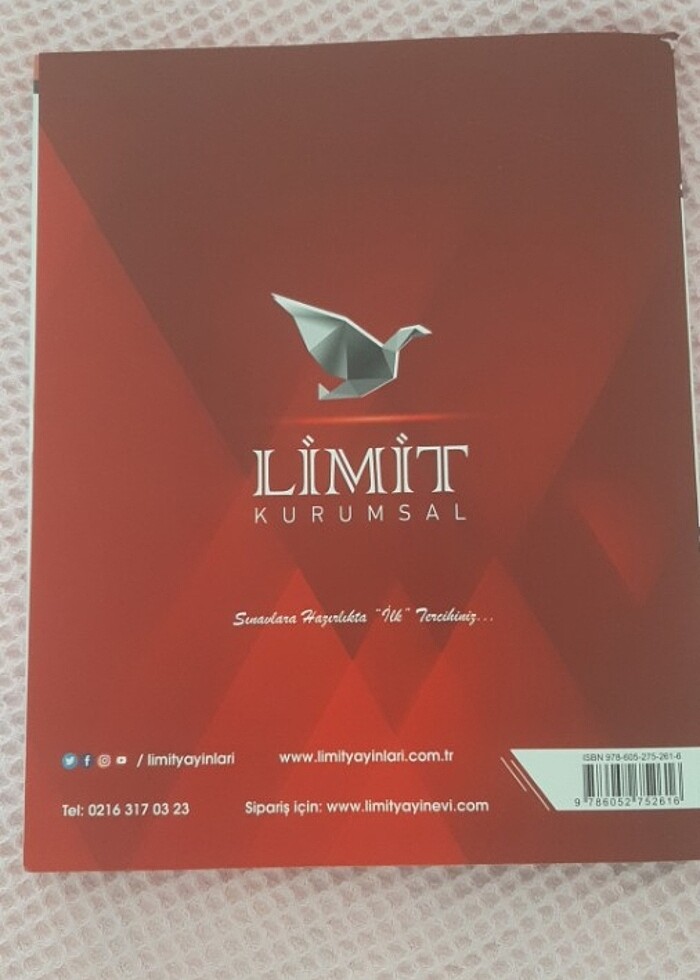 LİMİT
KURUMSAL
Sınavlara Hazırlıkta "İlk" Tercihiniz...
/ limityayinlari
www.limityayinlari.com.tr
ISBN 978-605-275-261-6
9 786052 752616
Tel: 0216 317 03 23
Sipariş için: www.limityayinevi.com